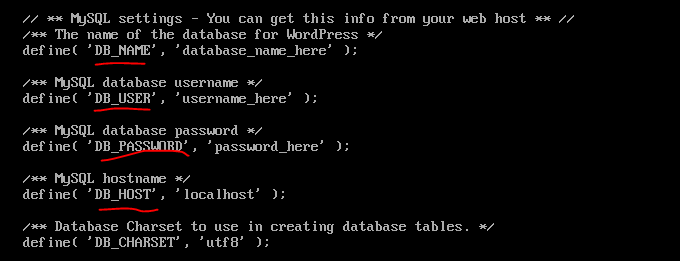 // ** MySQL settings - You can get this info from your web host ** //
/** The name of the database for WordPress */
define( 'DB_NAME', 'database_name_here' );
/** MySQL database username */
define( 'DB_USER', 'username_here' );
/** MySQL database password */
define( 'DB_PASSWORD', 'password_here' );
/** MySQL hostname */
define( 'DB_HOST', 'localhost' );
/** Database Charset to use in creating database tables. */
define( 'DB_CHARSET', 'utf8' );